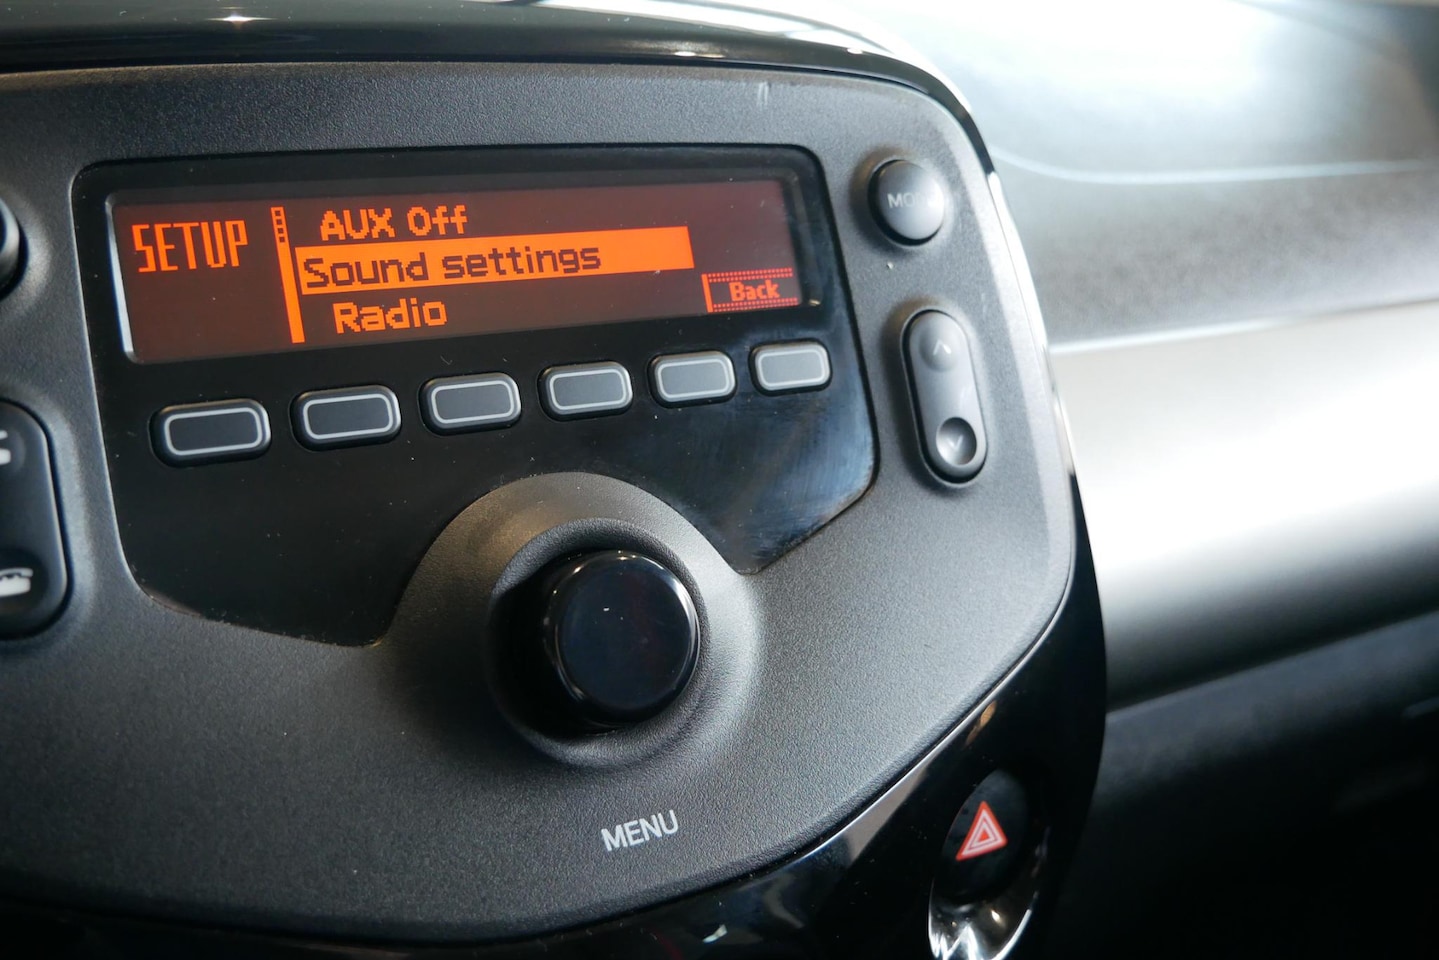 SETUP
AUX Off
Sound settings
Radio
Back
MENU